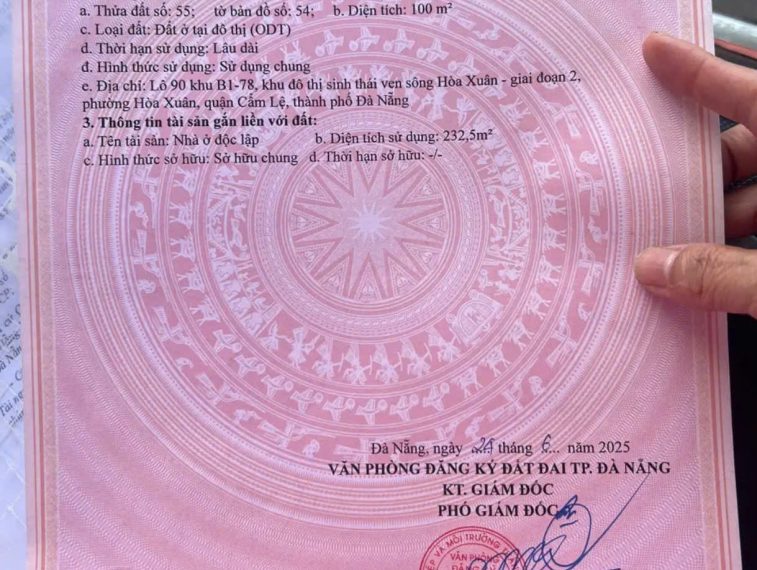 a. Thửa đất số: 55; tờ bản đồ số: 54; b. Diện tích: 100 m²
c. Loại đất: Đất ở tại đô thị (ODT)
d. Thời hạn sử dụng: Lâu dài
đ. Hình thức sử dụng: Sử dụng chung
e. Địa chỉ: Lô 90 khu B1-78, khu đô thị sinh thái ven sông Hòa Xuân - giai đoạn 2,
phường Hòa Xuân, quận Cẩm Lệ, thành phố Đà Nẵng
3. Thông tin tài sản gắn liền với đất:
a. Tên tài sản: Nhà ở độc lập b. Diện tích sử dụng: 232,5m²
c. Hình thức sở hữu: Sở hữu chung d. Thời hạn sở hữu: -/-
Đà Nẵng, ngày tháng 6 năm 2025
VĂN PHÒNG ĐĂNG KÝ ĐẤT ĐAI TP. ĐÀ NẴNG
KT. GIÁM ĐỐC
PHÓ GIÁM ĐỐC
VÀ MÔI TRƯỜNG
VĂN PHÒNG
ĐĂNG